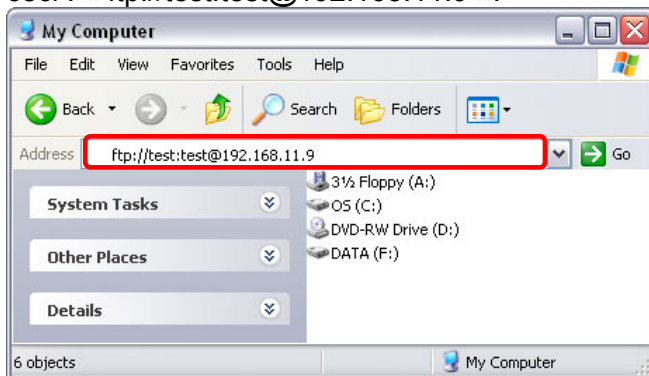 My Computer
File Edit View Favorites Tools Help
Back Search Folders
Address ftp://test:test@192.168.11.9 Go
3½ Floppy (A:)
System Tasks
OS (C:)
DVD-RW Drive (D:)
Other Places
DATA (F:)
Details
6 objects My Computer